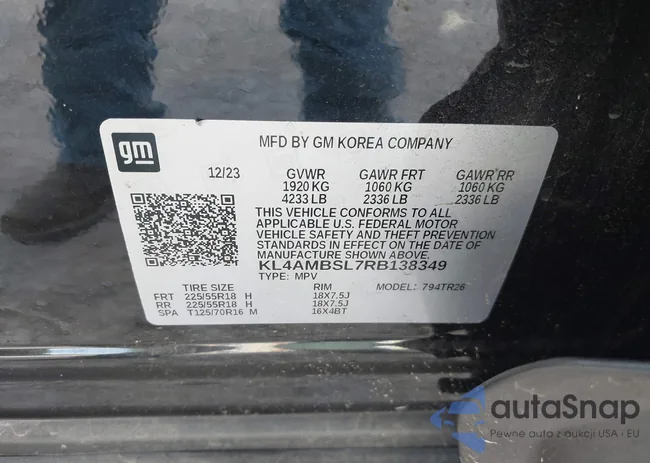 gm
MFD BY GM KOREA COMPANY
12/23 GVWR GAWR FRT GAWR RR
1920 KG 1060 KG 1060 KG
4233 LB 2336 LB 2336 LB
THIS VEHICLE CONFORMS TO ALL
APPLICABLE U.S. FEDERAL MOTOR
VEHICLE SAFETY AND THEFT PREVENTION
STANDARDS IN EFFECT ON THE DATE OF
MANUFACTURE SHOWN ABOVE.
KL4AMBSL7RB138349
TYPE: MPV MODEL: 794TR26
TIRE SIZE RIM
FRT 225/55R18 H 18X7.5J
RR 225/55R18 H 18X7.5J
SPA T125/70R16 M 16X4BT
autaSnap
Pewne auto z aukcji USA i EU